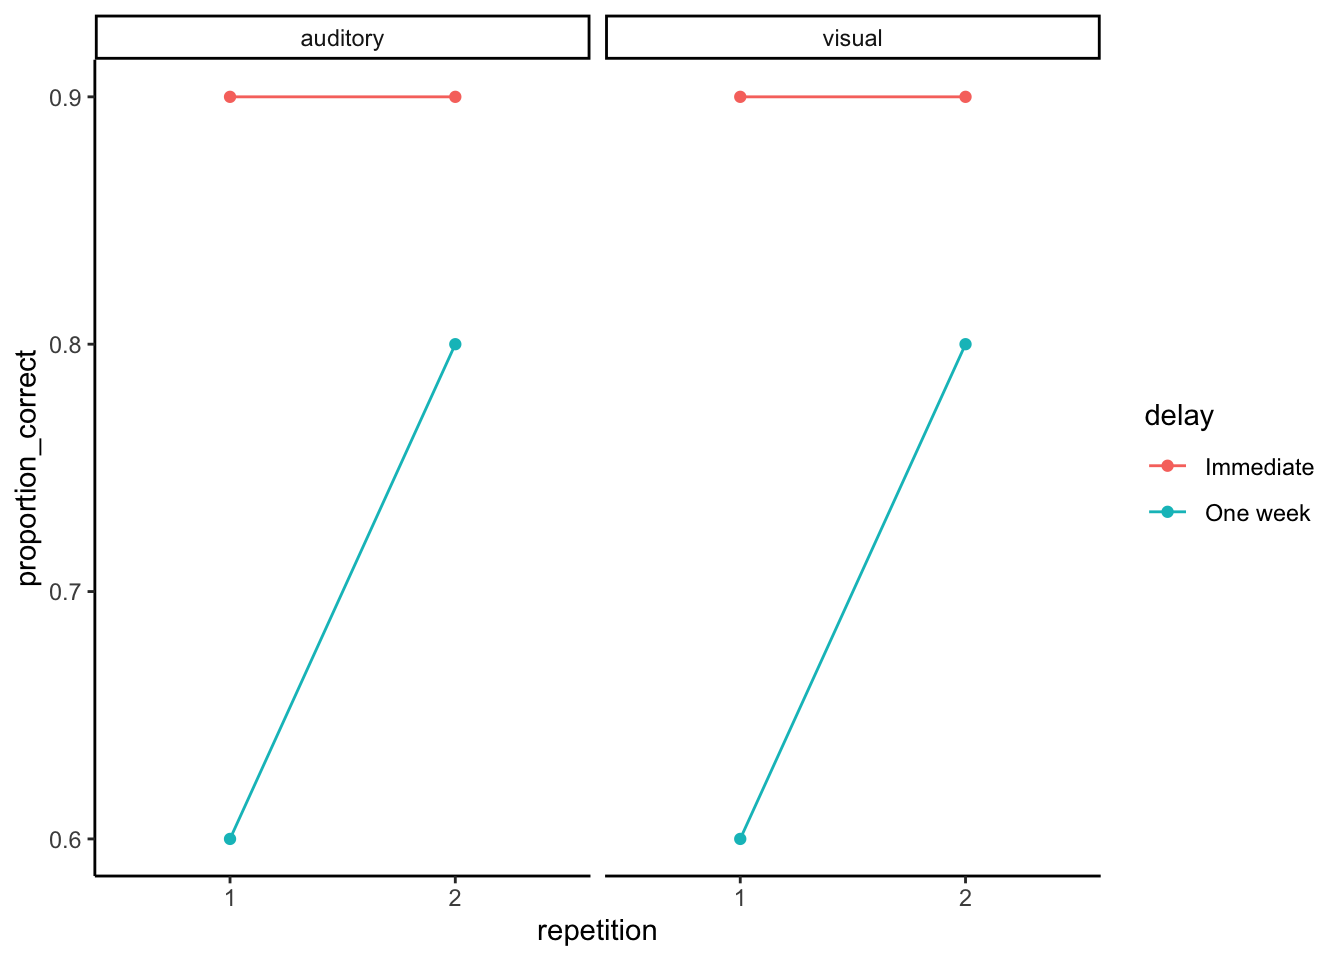 auditory
visual
0.9
0.8
0.7
0.6
proportion_correct
1
2
1
2
repetition
delay
Immediate
One week